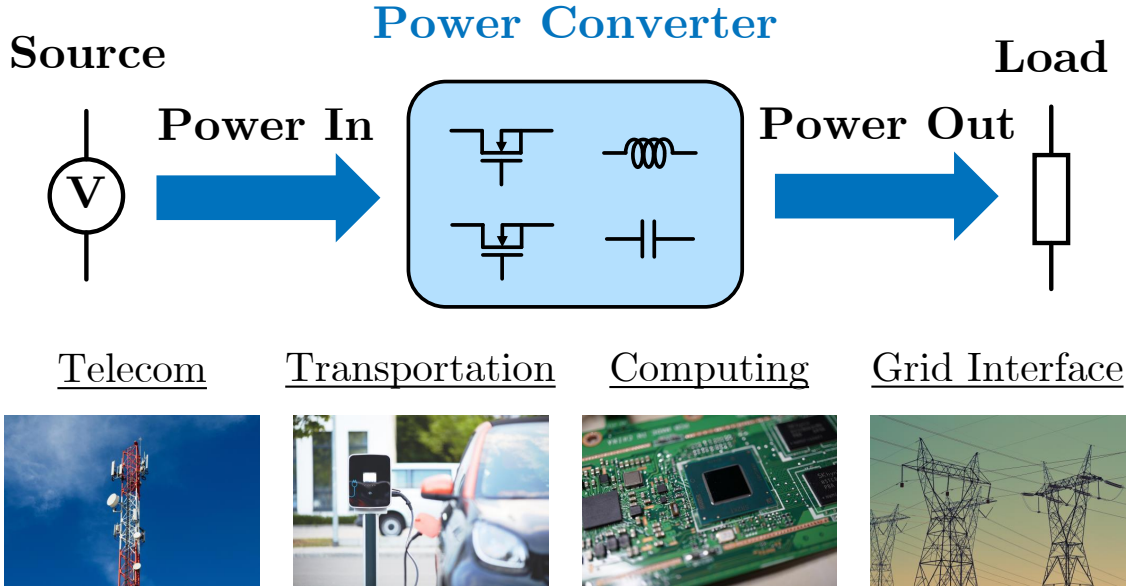 Power Converter
Source
Load
Power In
Power Out
V
Telecom
Transportation
Computing
Grid Interface